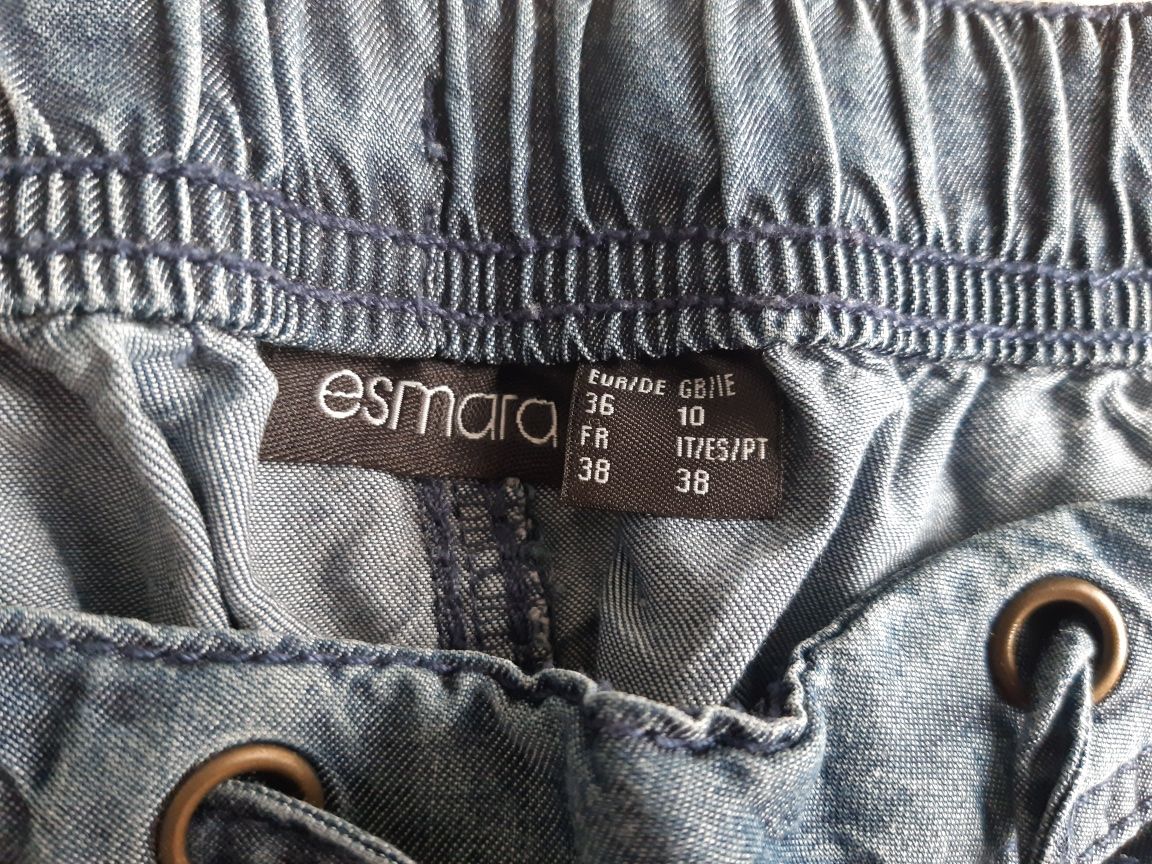 esmara
EUR/DE GB/IE
36 10
FR IT/ES/PT
38 38